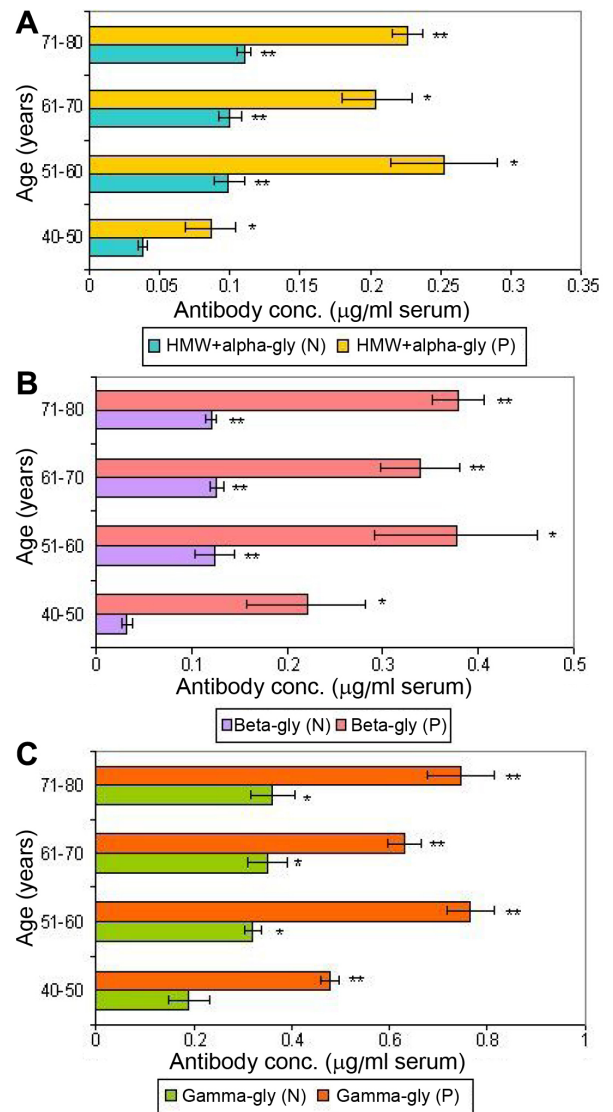 A
Age (years)
71-80
**
**
61-70
*
**
51-60
*
**
40-50
*
0 0.05 0.1 0.15 0.2 0.25 0.3 0.35
Antibody conc. (μg/ml serum)
HMW+alpha-gly (N) HMW+alpha-gly (P)
B
Age (years)
71-80
**
**
61-70
**
**
51-60
*
**
40-50
*
0 0.1 0.2 0.3 0.4 0.5
Antibody conc. (μg/ml serum)
Beta-gly (N) Beta-gly (P)
C
Age (years)
71-80
**
*
61-70
**
*
51-60
**
*
40-50
**
0 0.2 0.4 0.6 0.8 1
Antibody conc. (μg/ml serum)
Gamma-gly (N) Gamma-gly (P)